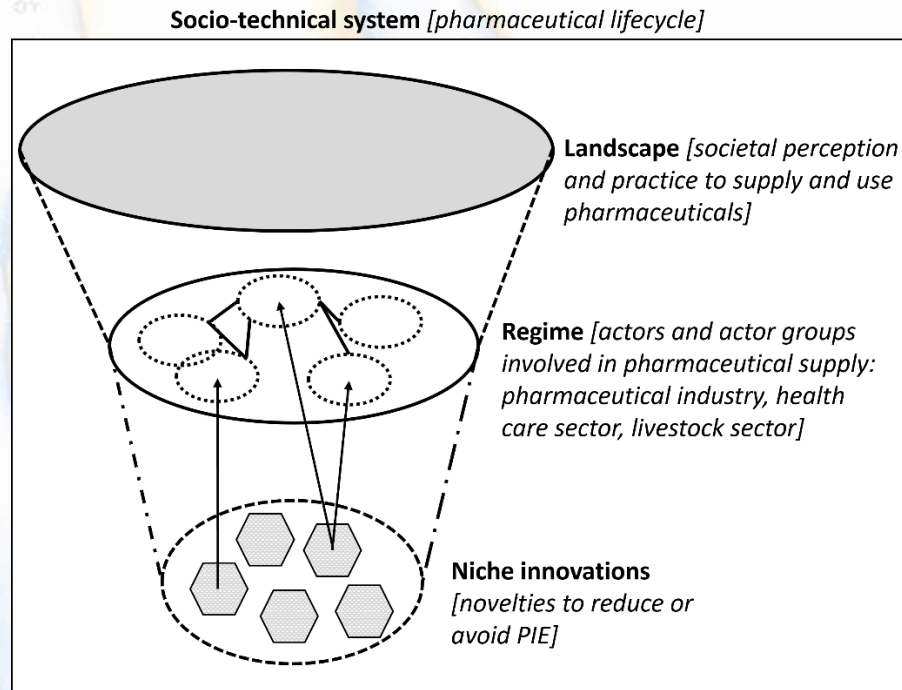 Socio-technical system [pharmaceutical lifecycle]
Landscape [societal perception
and practice to supply and use
pharmaceuticals]
Regime [actors and actor groups
involved in pharmaceutical supply:
pharmaceutical industry, health
care sector, livestock sector]
Niche innovations
[novelties to reduce or
avoid PIE]